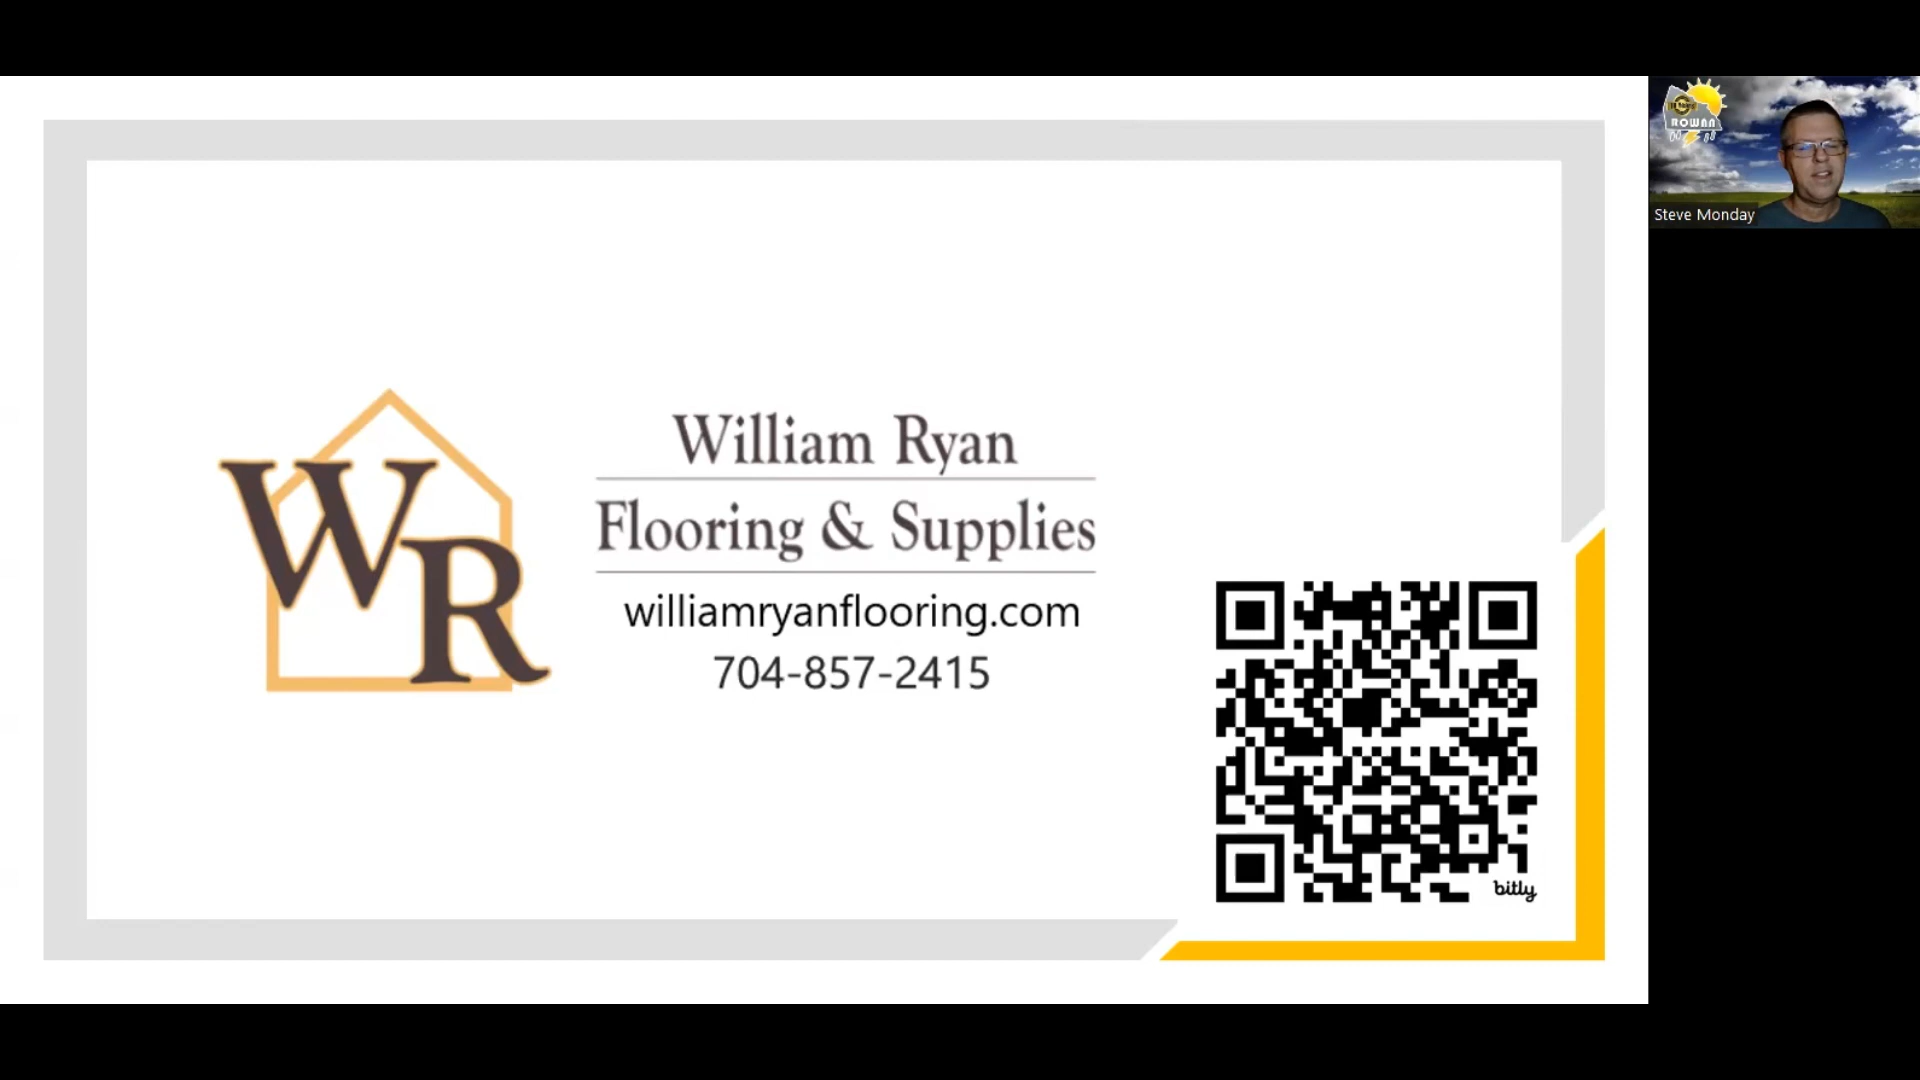 WR
William Ryan
Flooring & Supplies
williamryanflooring.com
704-857-2415
bitly
ROWAN
Steve Monday